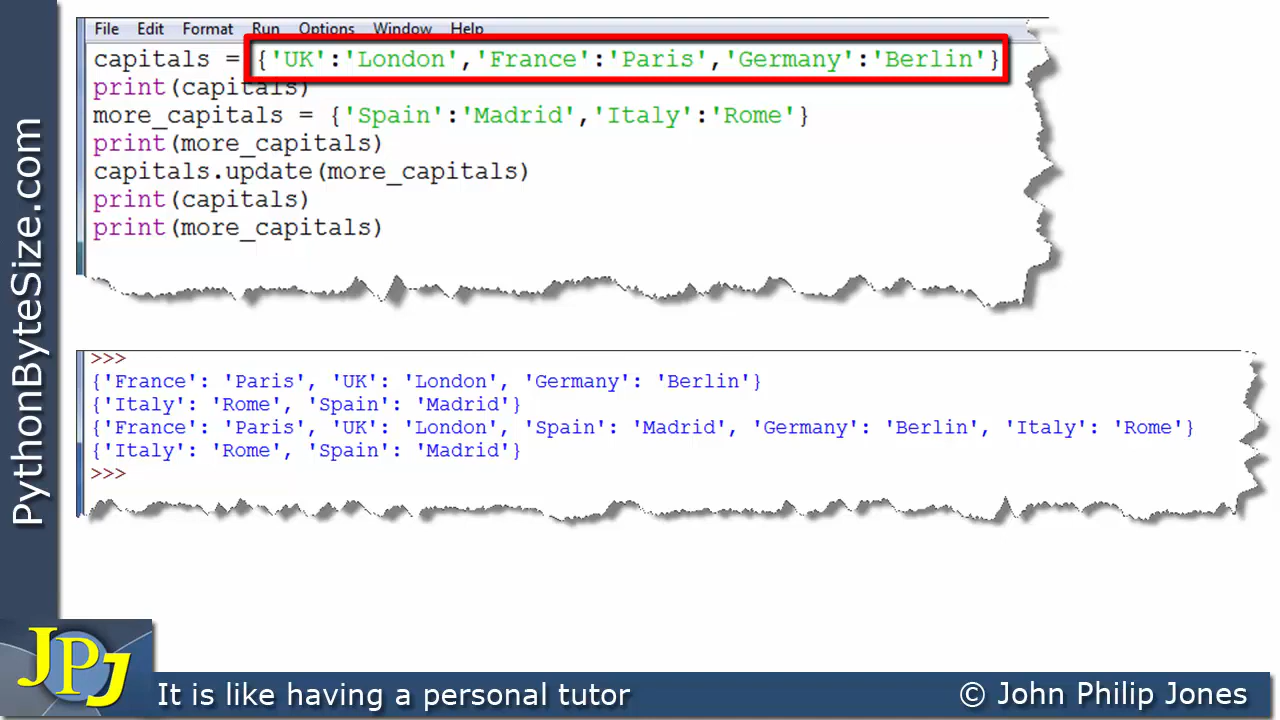 File Edit Format Run Options Window Help
capitals = {'UK':'London','France':'Paris','Germany':'Berlin'}
print(capitals)
more_capitals = {'Spain':'Madrid','Italy':'Rome'}
print(more_capitals)
capitals.update(more_capitals)
print(capitals)
print(more_capitals)
>>>
{'France': 'Paris', 'UK': 'London', 'Germany': 'Berlin'}
{'Italy': 'Rome', 'Spain': 'Madrid'}
{'France': 'Paris', 'UK': 'London', 'Spain': 'Madrid', 'Germany': 'Berlin', 'Italy': 'Rome'}
{'Italy': 'Rome', 'Spain': 'Madrid'}
>>>
PythonByteSize.com
JPJ
It is like having a personal tutor
© John Philip Jones